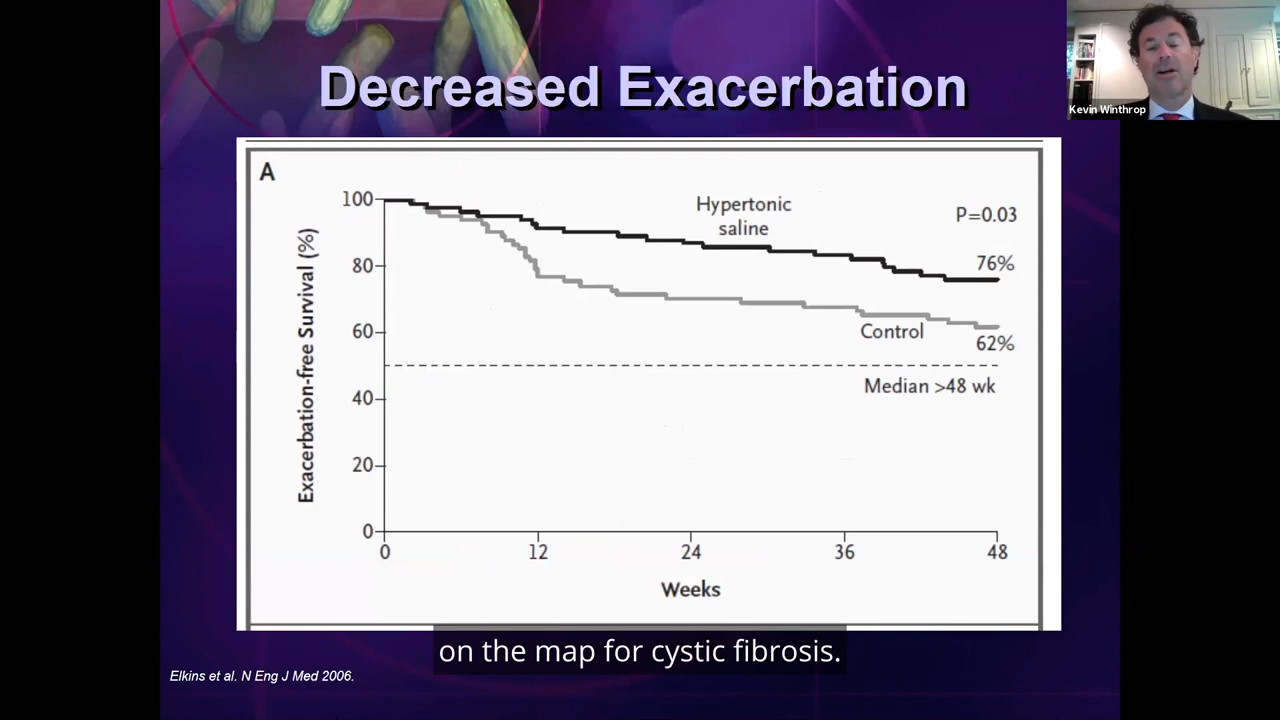 Decreased Exacerbation
Kevin Winthrop
A
Exacerbation-free Survival (%)
100
80
60
40
20
0
Hypertonic
saline
P=0.03
76%
Control
62%
Median >48 wk
0 12 24 36 48
Weeks
on the map for cystic fibrosis.
Elkins et al. N Eng J Med 2006.